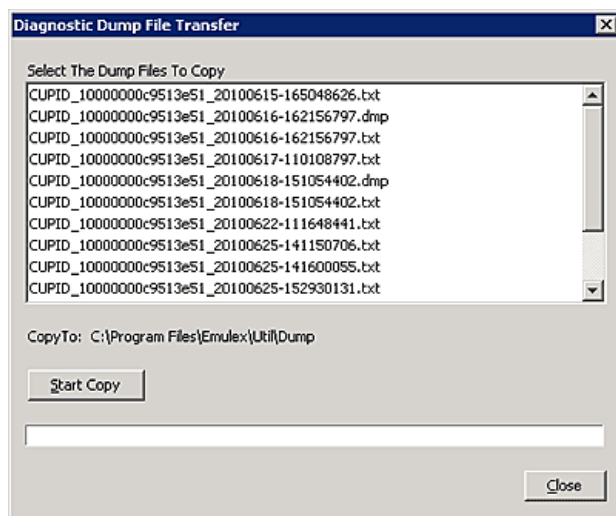 Diagnostic Dump File Transfer
Select The Dump Files To Copy
CUPID_10000000c9513e51_20100615-165048626.txt
CUPID_10000000c9513e51_20100616-162156797.dmp
CUPID_10000000c9513e51_20100616-162156797.txt
CUPID_10000000c9513e51_20100617-110108797.txt
CUPID_10000000c9513e51_20100618-151054402.dmp
CUPID_10000000c9513e51_20100618-151054402.txt
CUPID_10000000c9513e51_20100622-111648441.txt
CUPID_10000000c9513e51_20100625-141150706.txt
CUPID_10000000c9513e51_20100625-141600055.txt
CUPID_10000000c9513e51_20100625-152930131.txt
CopyTo: C:\Program Files\Emulex\Util\Dump
Start Copy
Close